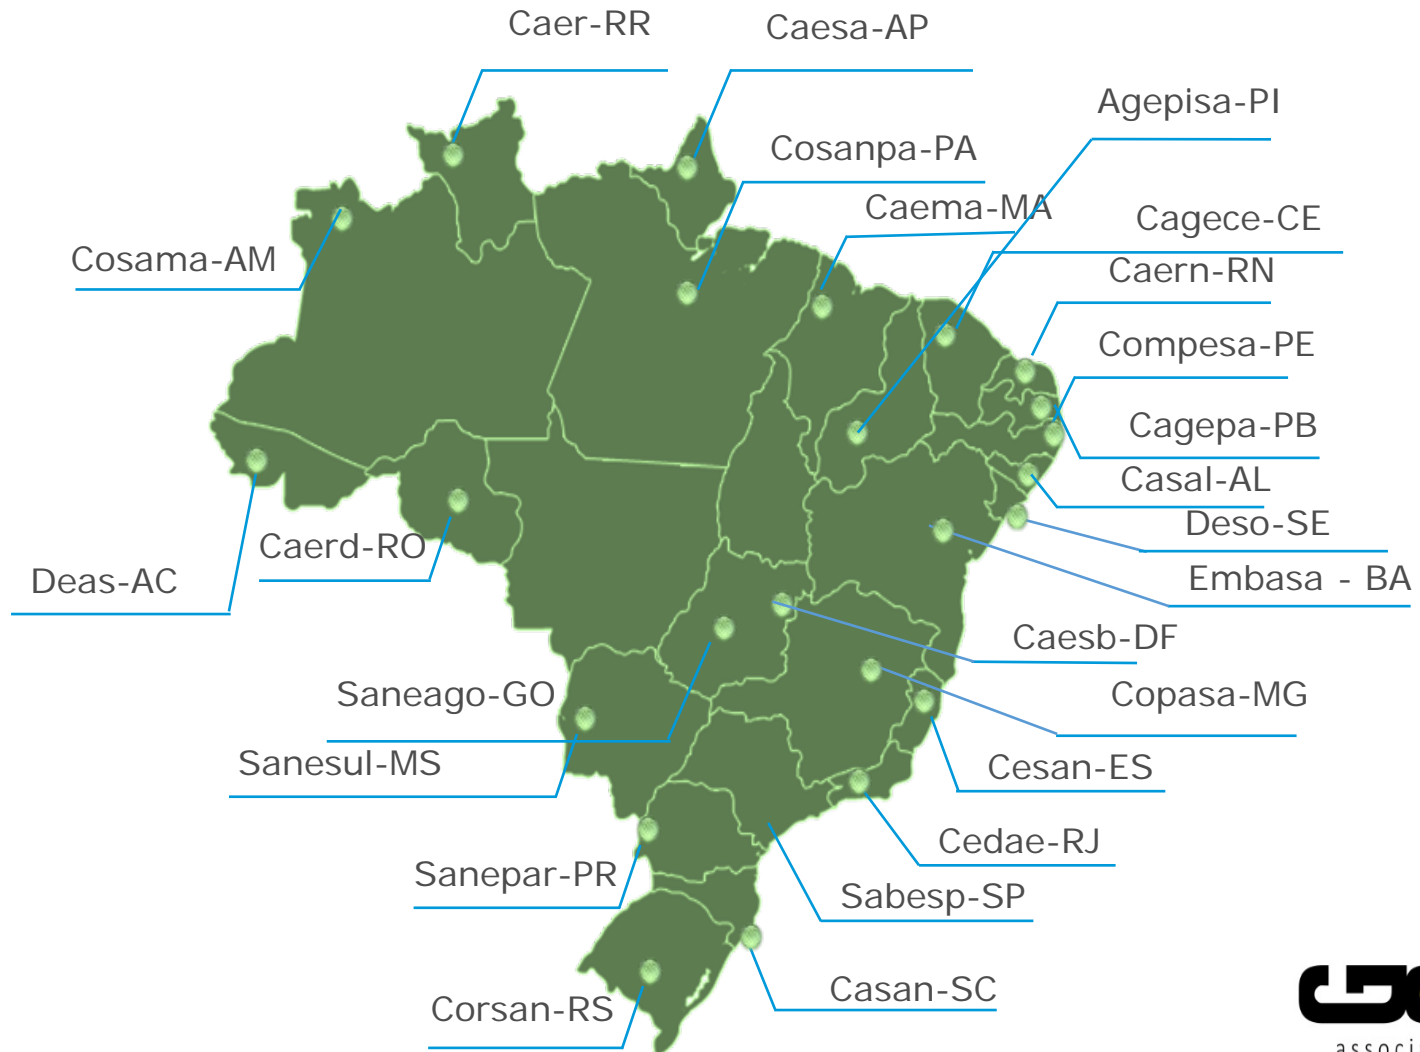 Caer-RR
Caesa-AP
Agepisa-PI
Cosanpa-PA
Caema-MA
Cagece-CE
Cosama-AM
Caern-RN
Compesa-PE
Cagepa-PB
Casal-AL
Deso-SE
Caerd-RO
Deas-AC
Embasa - BA
Caesb-DF
Saneago-GO
Copasa-MG
Sanesul-MS
Cesan-ES
Cedae-RJ
Sanepar-PR
Sabesp-SP
Casan-SC
Corsan-RS